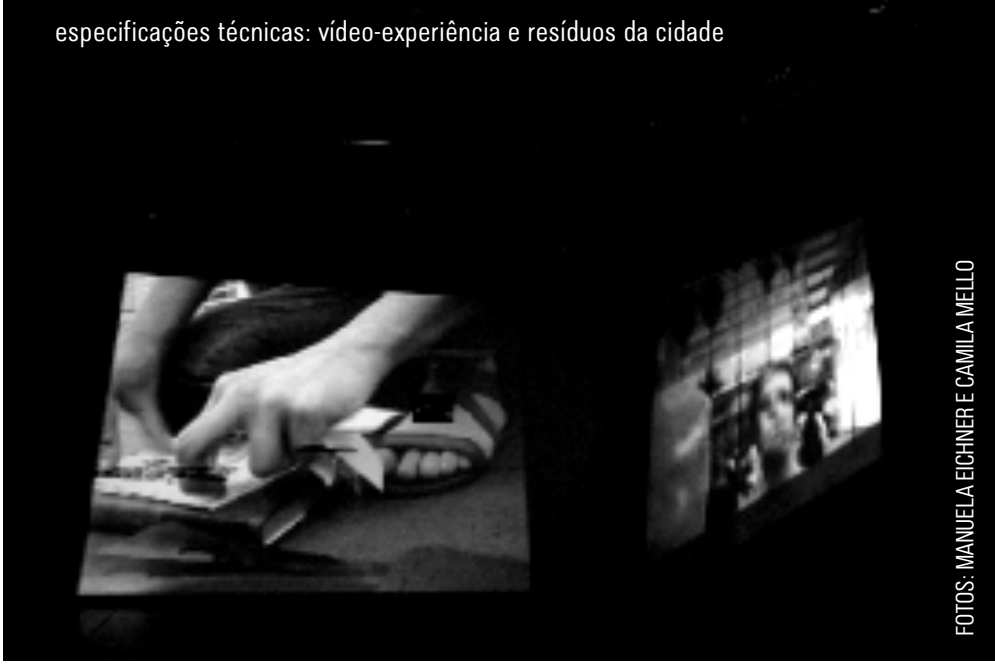 especificações técnicas: vídeo-experiência e resíduos da cidade
FOTOS: MANUELA EICHNER E CAMILA MELLO